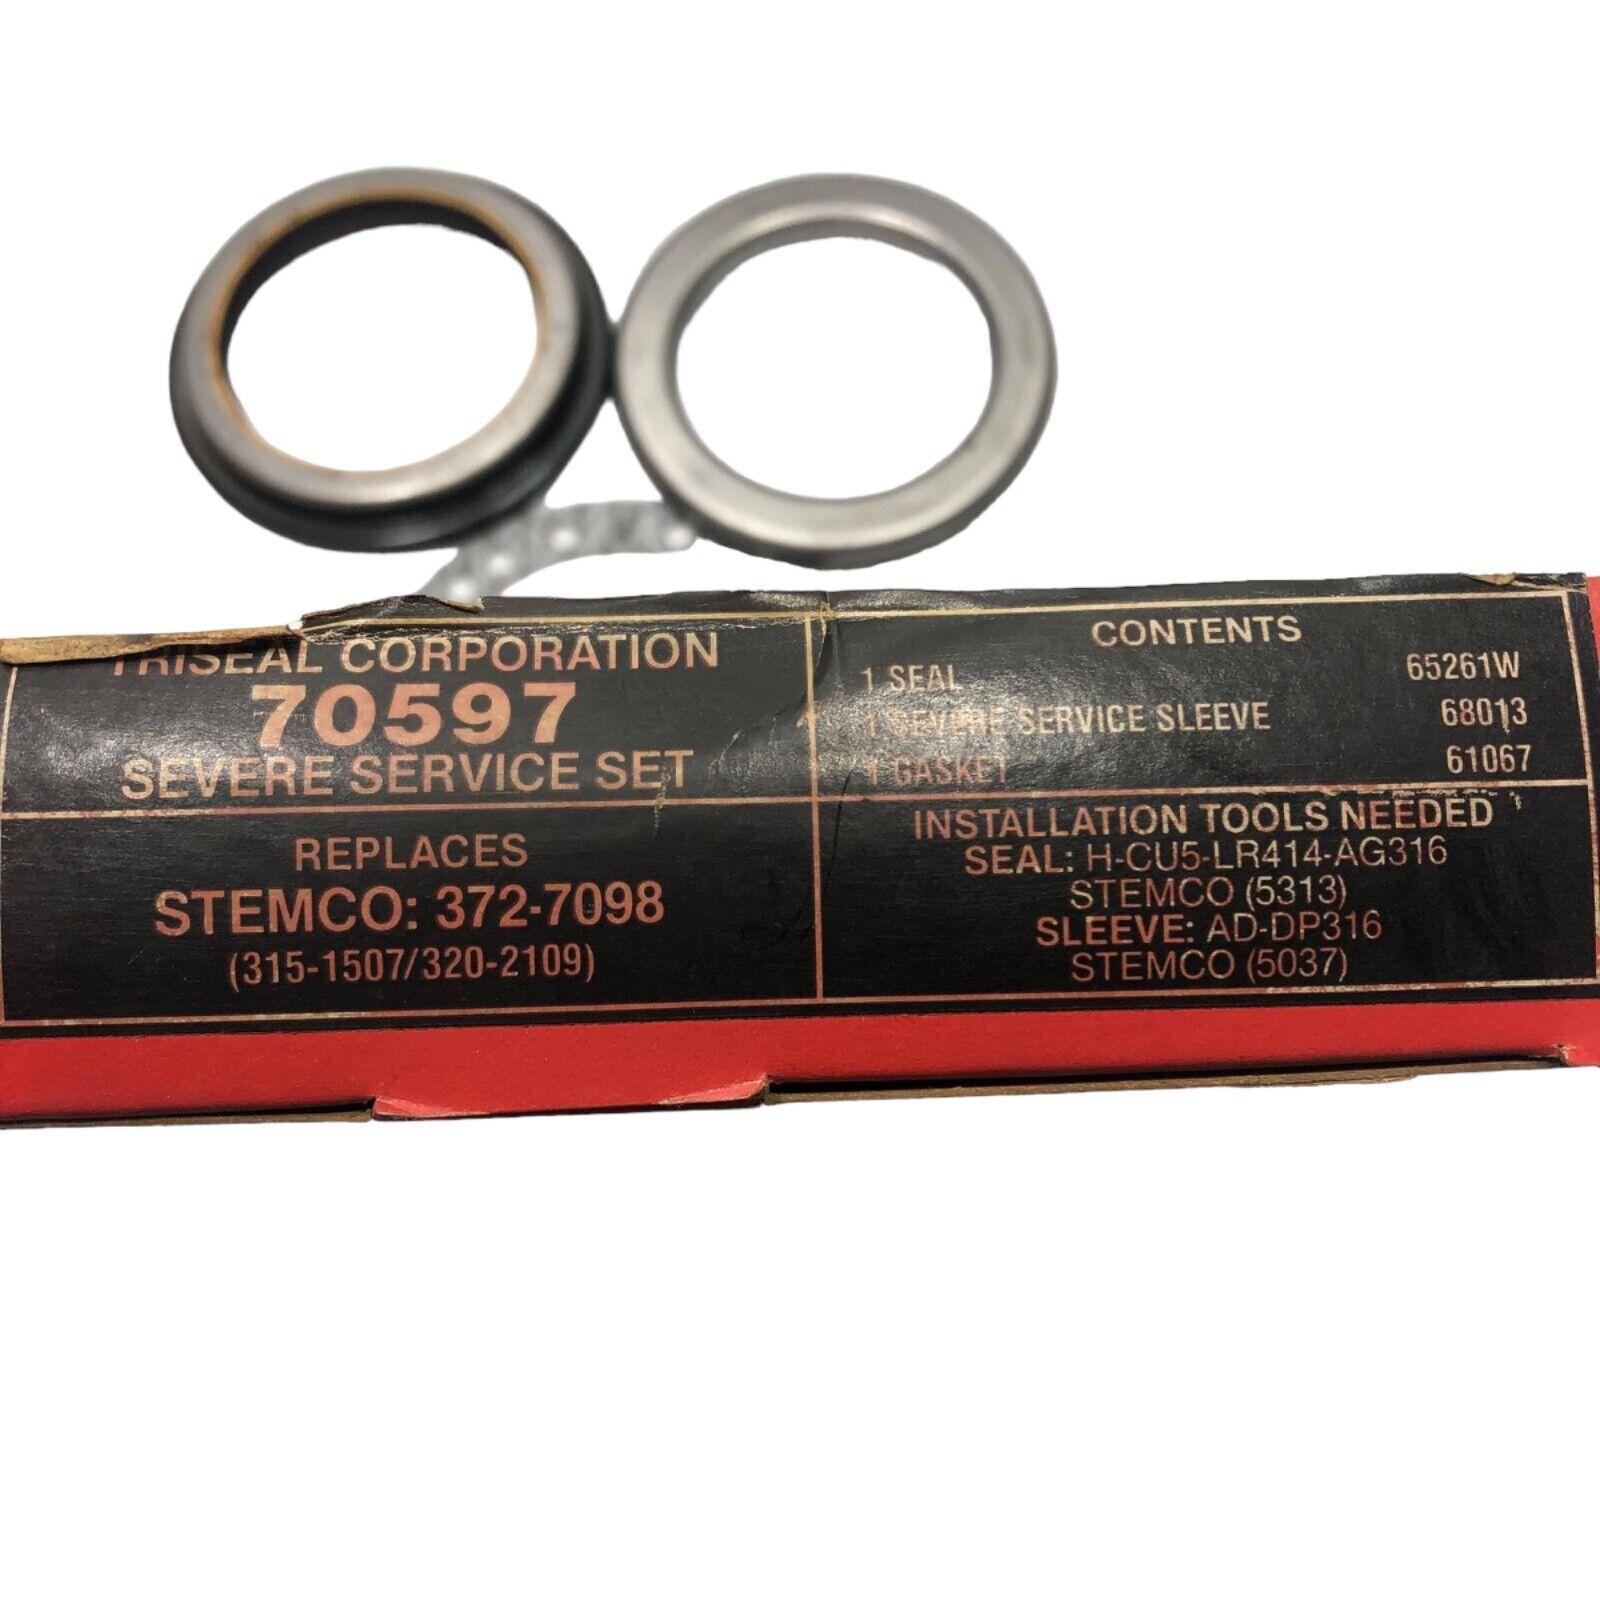 TRISEAL CORPORATION
70597
SEVERE SERVICE SET
REPLACES
STEMCO: 372-7098
(315-1507/320-2109)
CONTENTS
1 SEAL 65261W
1 SEVERE SERVICE SLEEVE 68013
1 GASKET 61067
INSTALLATION TOOLS NEEDED
SEAL: H-CU5-LR414-AG316
STEMCO (5313)
SLEEVE: AD-DP316
STEMCO (5037)